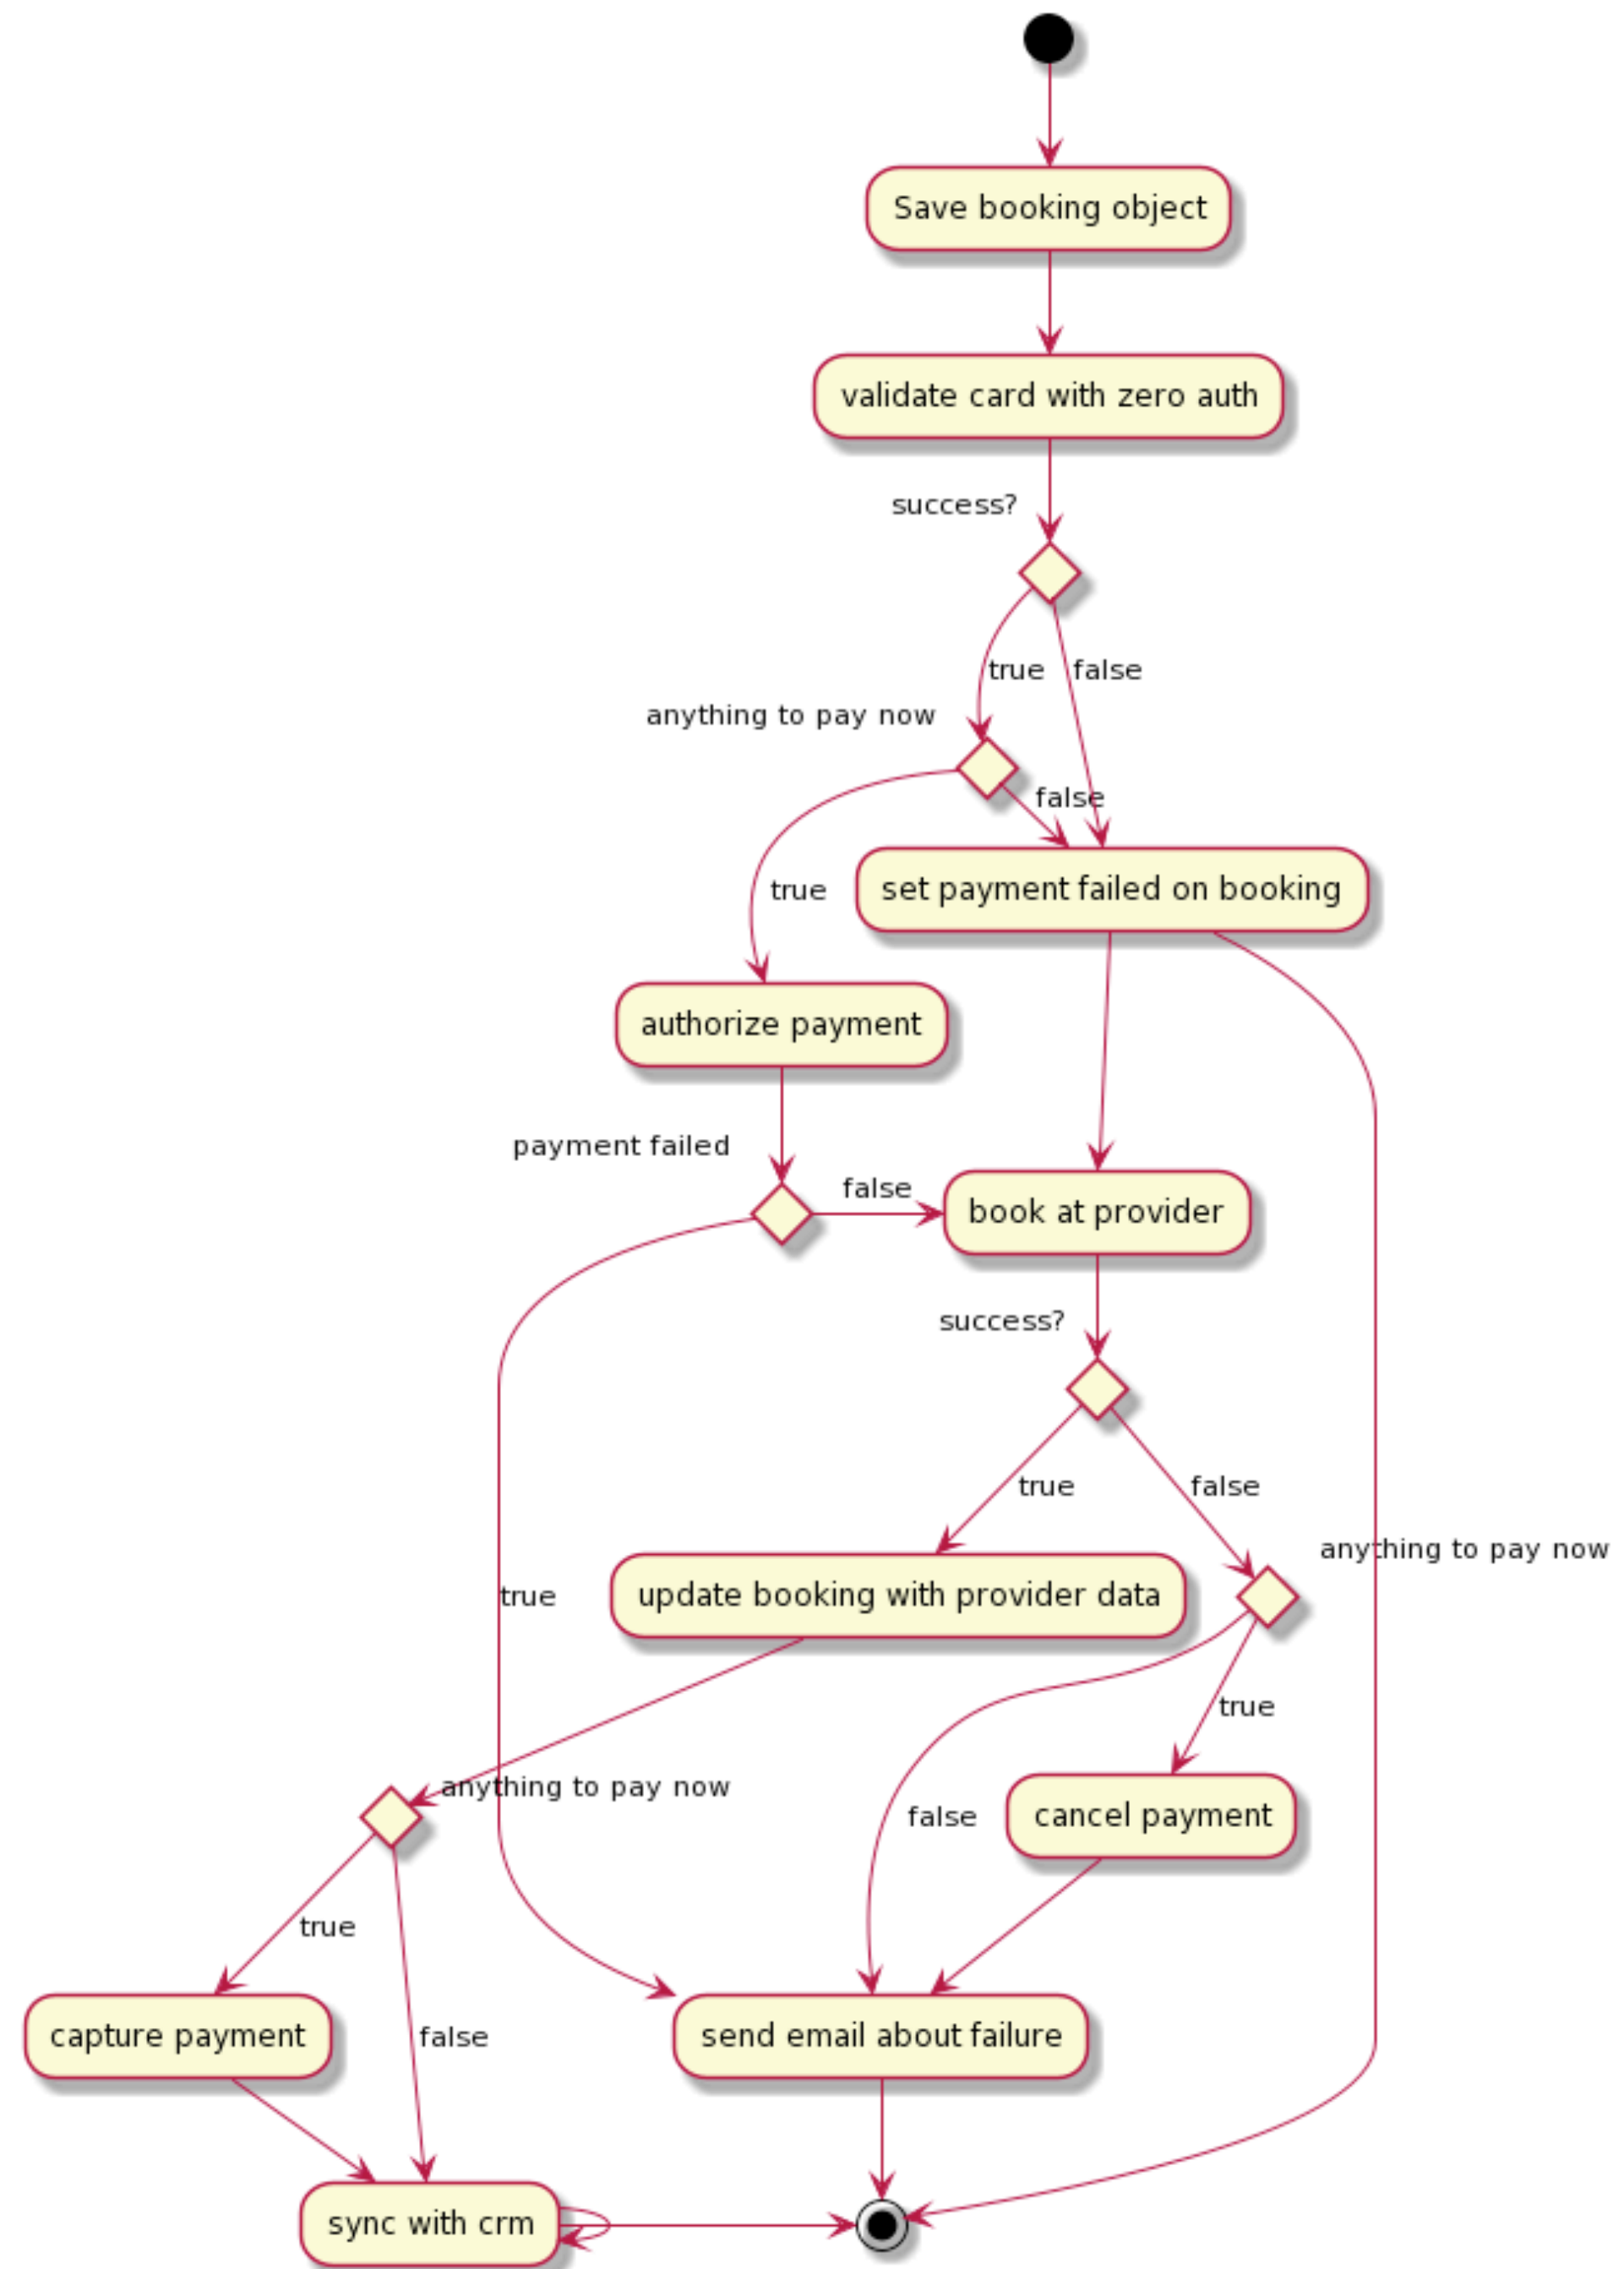 Save booking object
validate card with zero auth
success?
true
false
anything to pay now
false
true
set payment failed on booking
authorize payment
payment failed
false
book at provider
success?
true
false
anything to pay now
true
update booking with provider data
true
anything to pay now
false
cancel payment
true
capture payment
false
send email about failure
sync with crm